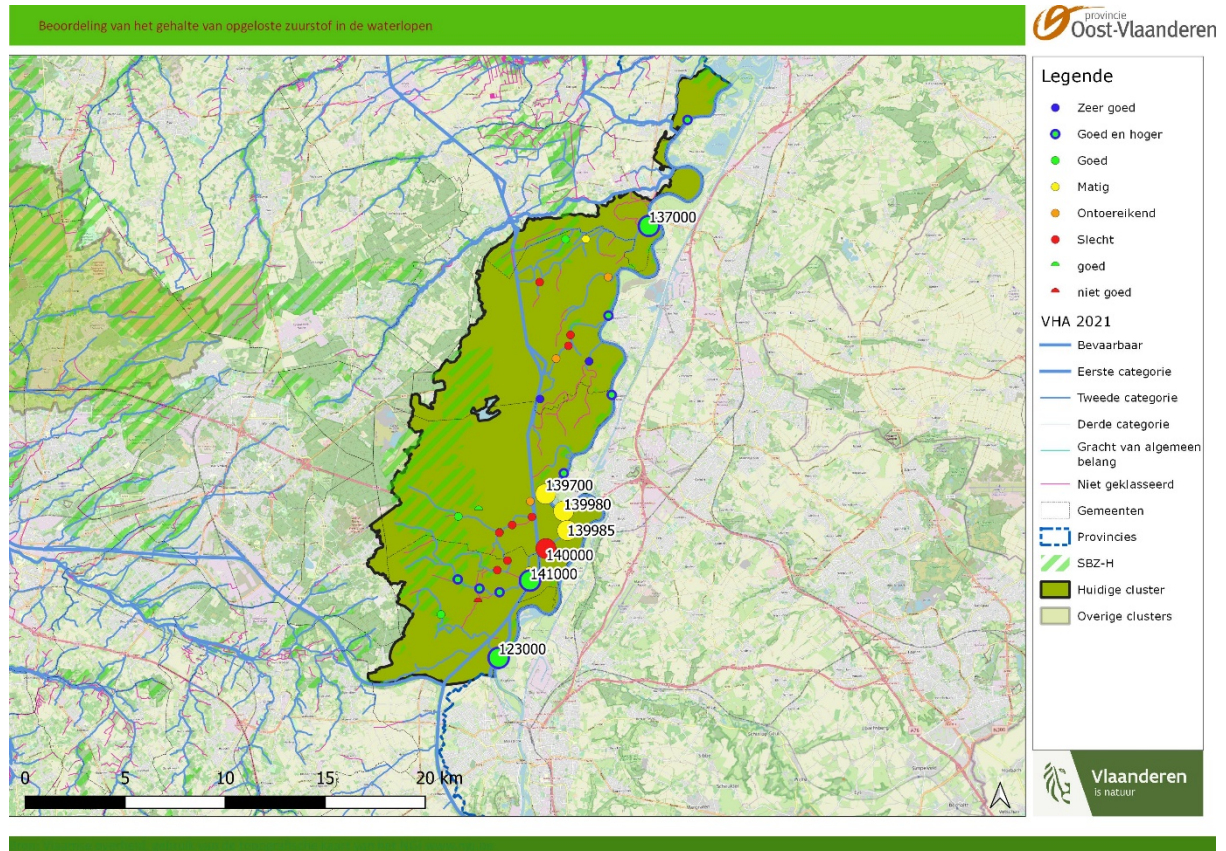 Beoordeling van het gehalte van opgeloste zuurstof in de waterlopen
provincie
Oost-Vlaanderen
Legende
Zeer goed
Goed en hoger
Goed
Matig
Ontoereikend
Slecht
goed
niet goed
VHA 2021
Bevaarbaar
Eerste categorie
Tweede categorie
Derde categorie
Gracht van algemeen
belang
Niet geklasseerd
Gemeenten
Provincies
SBZ-H
Huidige cluster
Overige clusters
137000
139700
139980
139985
140000
141000
123000
0 5 10 15 20 km
Vlaanderen
is natuur